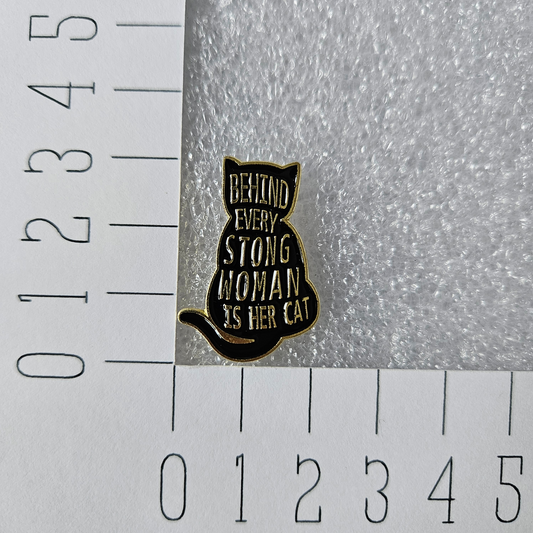 5
4
3
2
1
0
BEHIND
EVERY
STONG
WOMAN
IS HER CAT
0 1 2 3 4 5